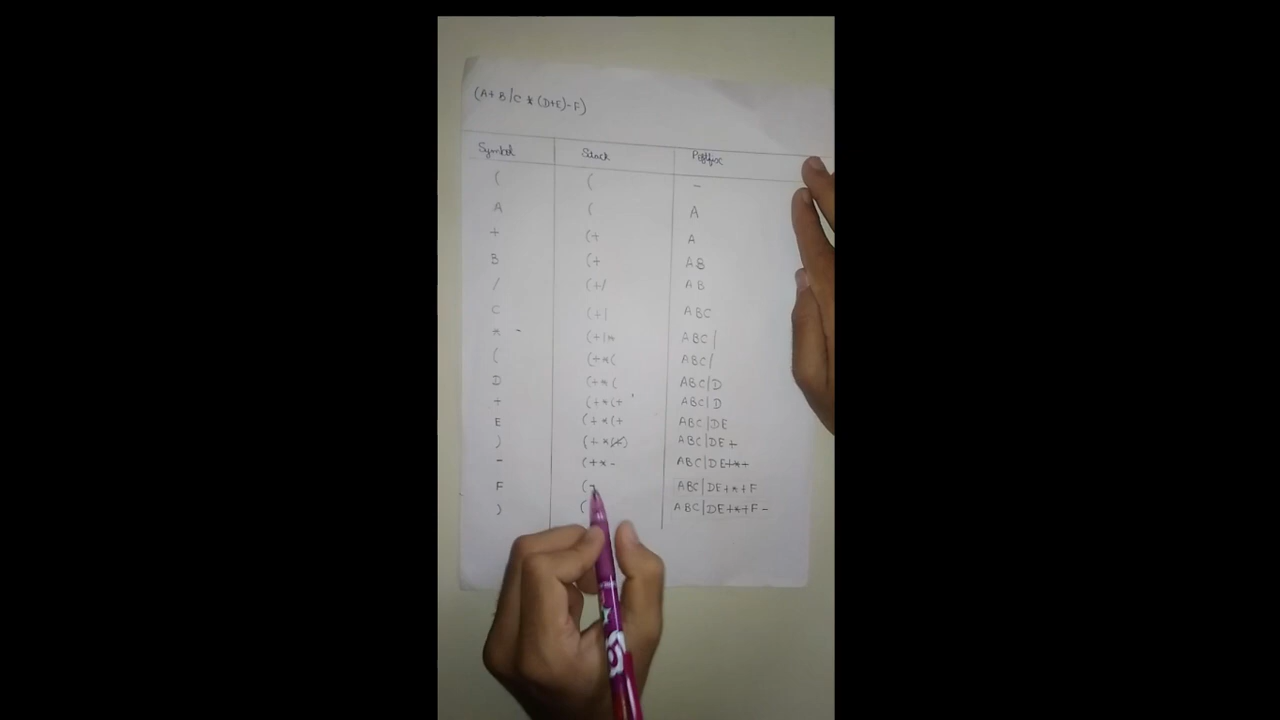 (A+ B/C * (D+E)-F)
Symbol Stack Postfix
( ( -
A ( A
+ (+ A
B (+ AB
/ (+/ AB
C (+/ ABC
* - (+/* ABC/
( (+*( ABC/
D (+*( ABC/D
+ (+*(+ ABC/D
E (+*(+ ABC/DE
) (+* ABC/DE+
- (+*- ABC/DE+*+
F (- ABC/DE+*+F
) ( ABC/DE+*+F-